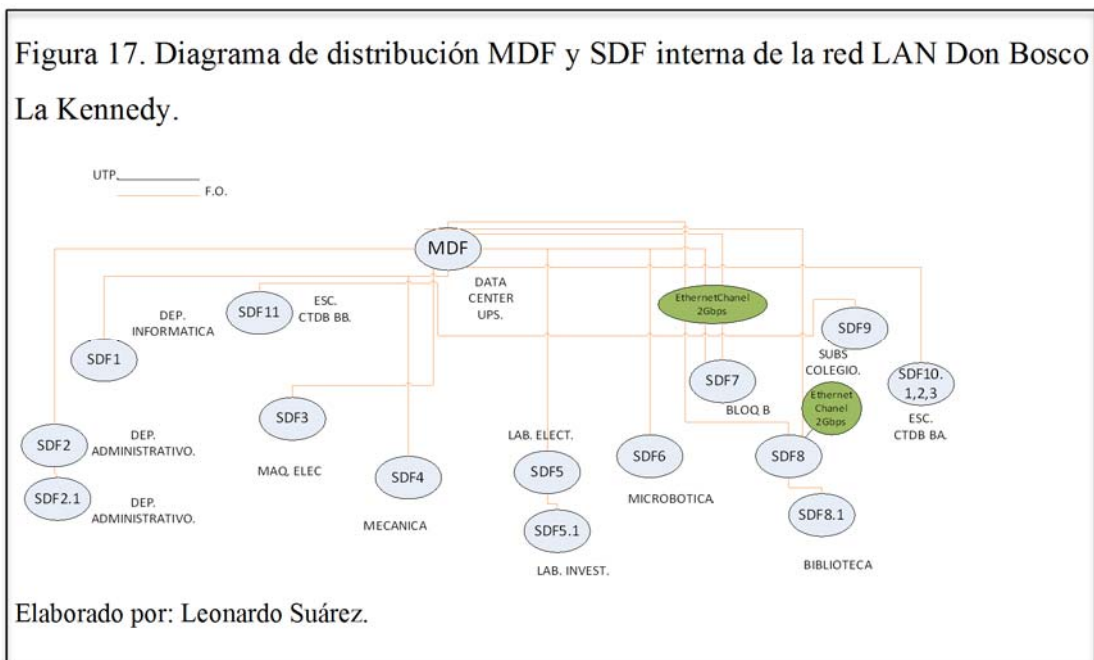 Figura 17. Diagrama de distribución MDF y SDF interna de la red LAN Don Bosco
La Kennedy.
UTP.
F.O.
MDF
DATA
CENTER
UPS.
EthernetChanel
2Gbps
SDF11
ESC.
CTDB BB.
DEP.
INFORMATICA
SDF1
SDF9
SUBS
COLEGIO.
SDF7
BLOQ B
SDF10.
1,2,3
ESC.
CTDB BA.
Ethernet
Chanel
2Gbps
SDF3
MAQ. ELEC
SDF2
DEP.
ADMINISTRATIVO.
SDF2.1
DEP.
ADMINISTRATIVO.
SDF4
MECANICA
LAB. ELECT.
SDF5
SDF5.1
LAB. INVEST.
SDF6
MICROBOTICA
SDF8
SDF8.1
BIBLIOTECA
Elaborado por: Leonardo Suárez.